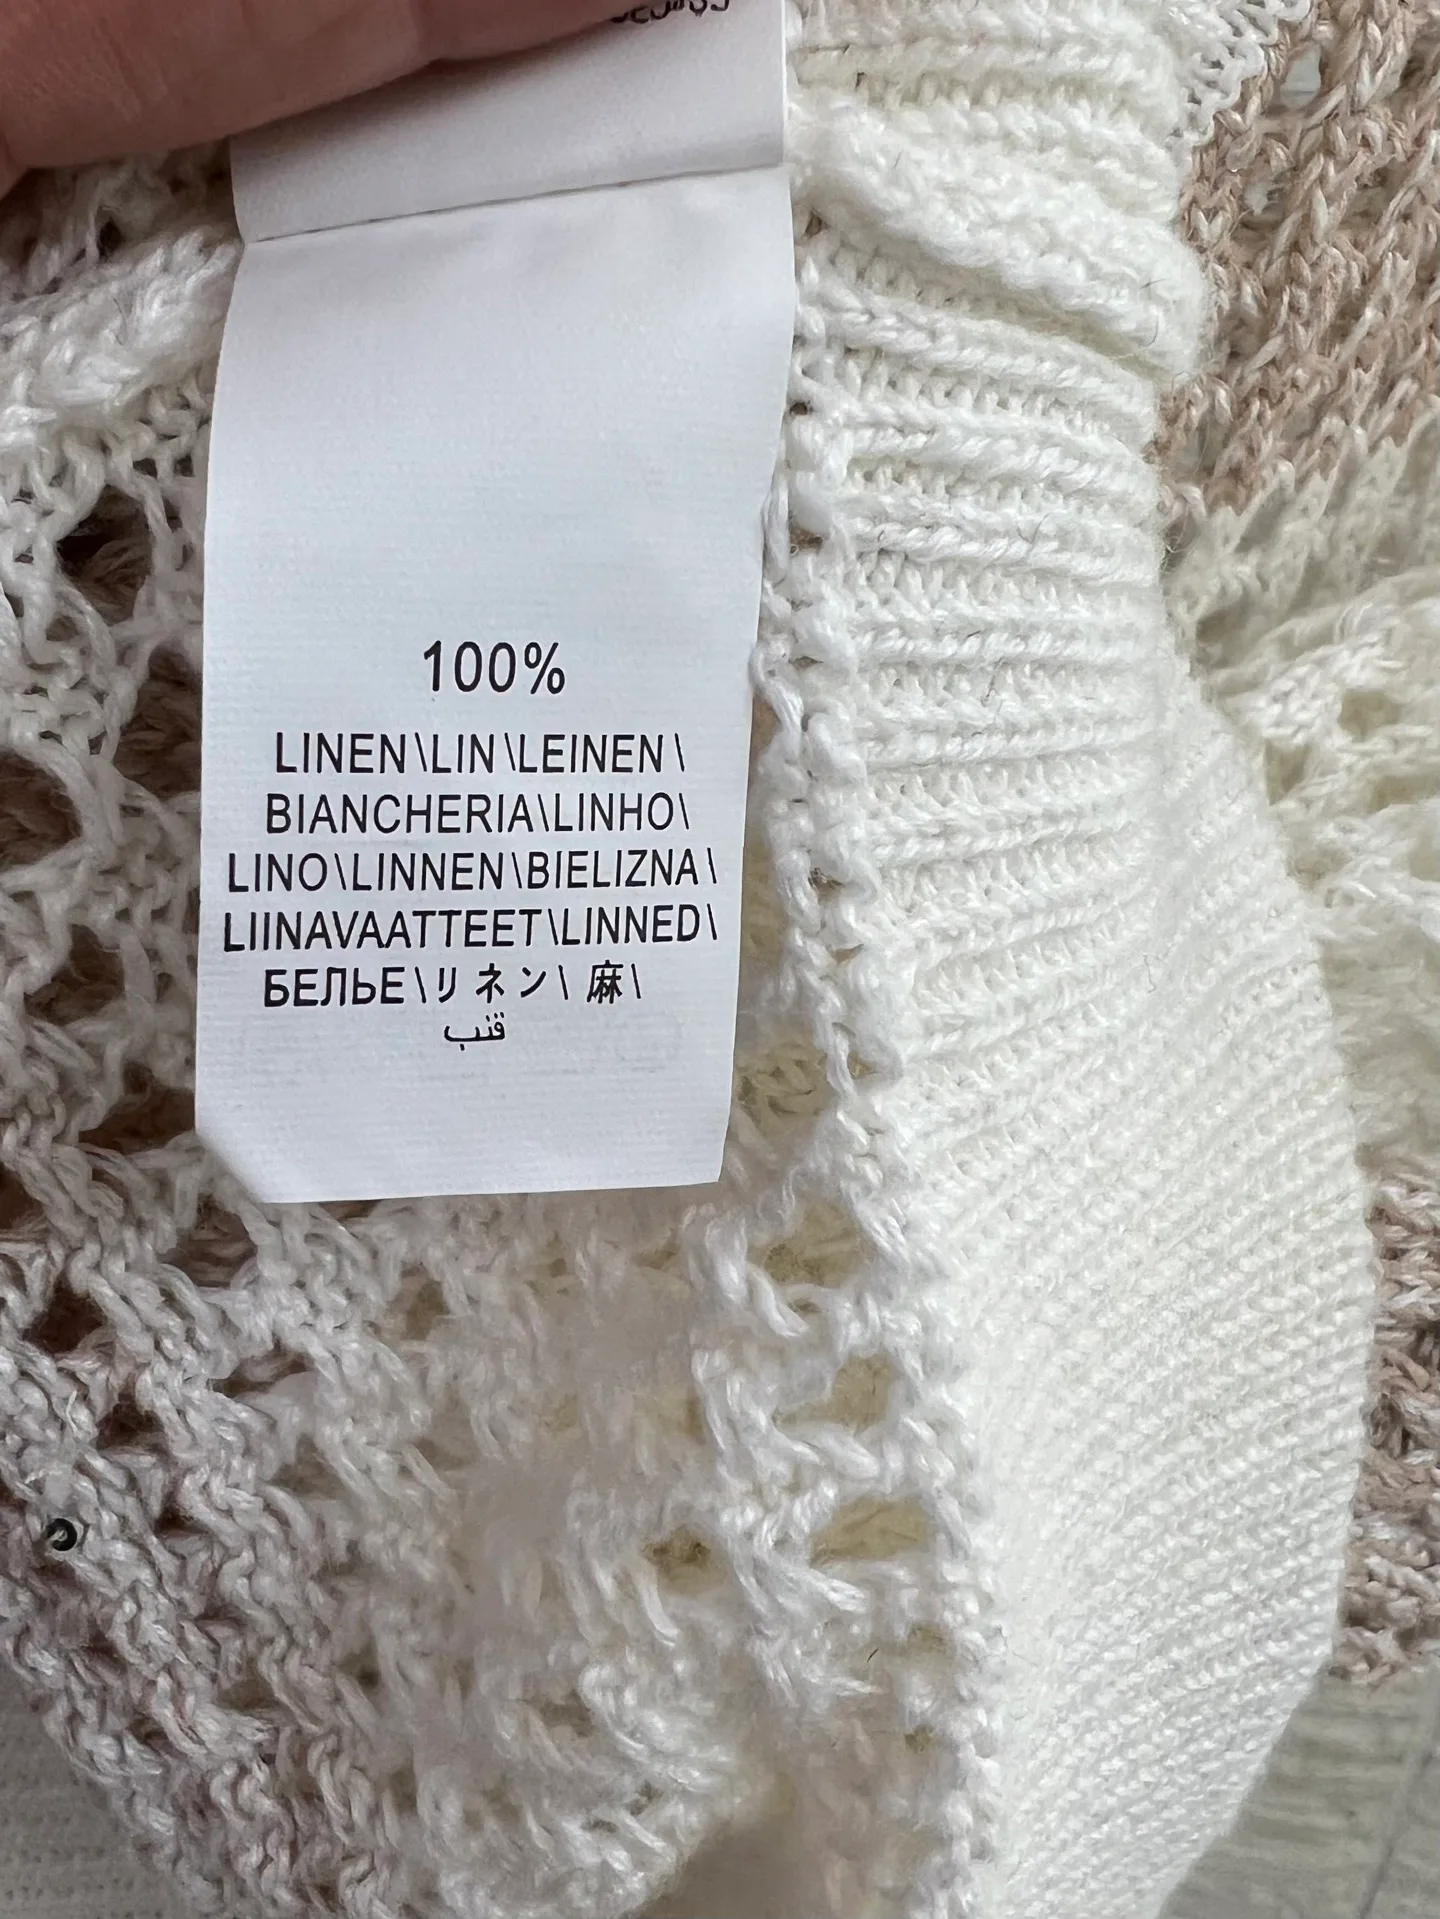 100%
LINEN\LIN\LEINEN\
BIANCHERIA\LINHO\
LINO\LINNEN\BIELIZNA\
LIINAVAATTEET\LINNED\
БЕЛЬЕ\リネン\ 麻\
قنب